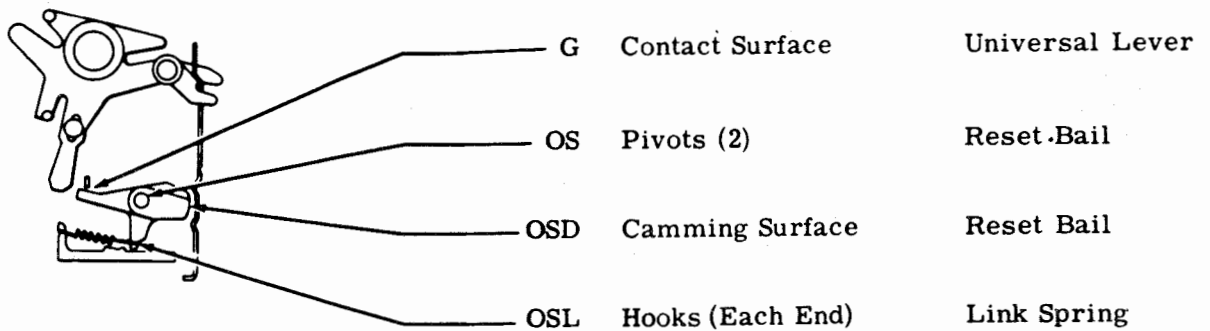 G Contact Surface Universal Lever
OS Pivots (2) Reset Bail
OSD Camming Surface Reset Bail
OSL Hooks (Each End) Link Spring